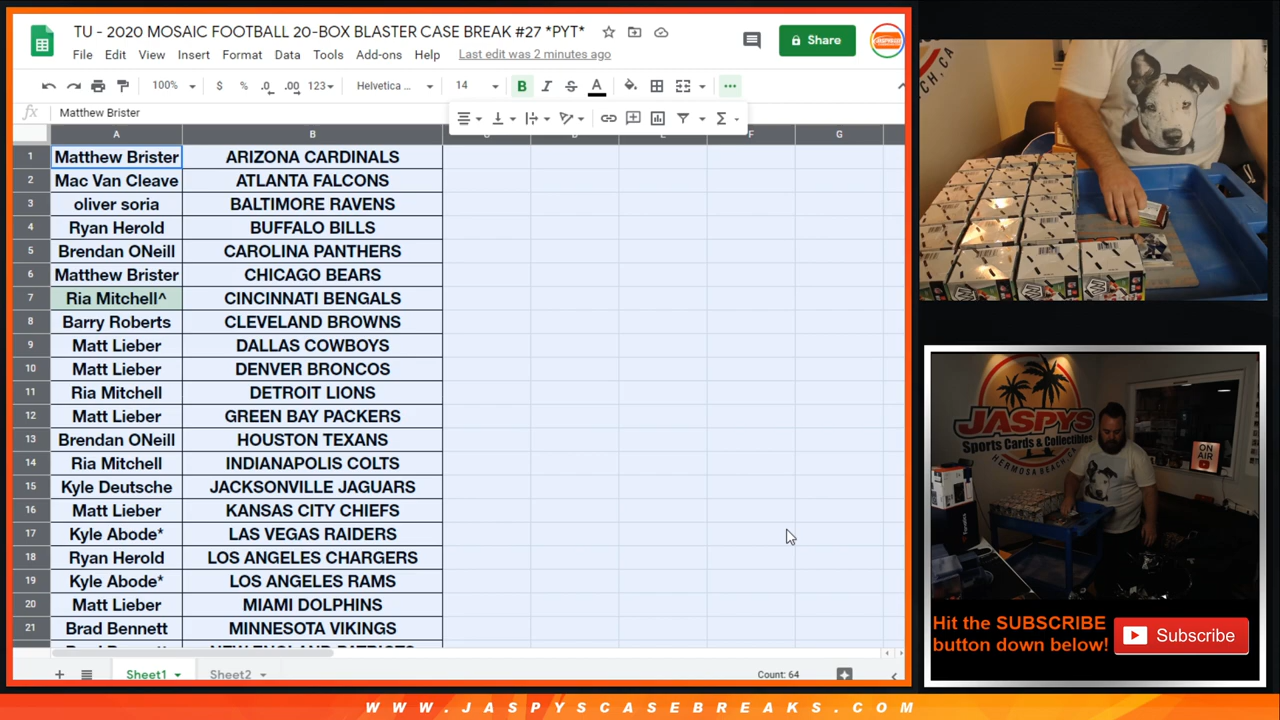 TU - 2020 MOSAIC FOOTBALL 20-BOX BLASTER CASE BREAK #27 *PYT*
File Edit View Insert Format Data Tools Add-ons Help Last edit was 2 minutes ago
Share
100% $ % .0 .00 123 Helvetica ... 14 B I S A
fx Matthew Brister
A B C D E F G
1 Matthew Brister ARIZONA CARDINALS
2 Mac Van Cleave ATLANTA FALCONS
3 oliver soria BALTIMORE RAVENS
4 Ryan Herold BUFFALO BILLS
5 Brendan ONeill CAROLINA PANTHERS
6 Matthew Brister CHICAGO BEARS
7 Ria Mitchell^ CINCINNATI BENGALS
8 Barry Roberts CLEVELAND BROWNS
9 Matt Lieber DALLAS COWBOYS
10 Matt Lieber DENVER BRONCOS
11 Ria Mitchell DETROIT LIONS
12 Matt Lieber GREEN BAY PACKERS
13 Brendan ONeill HOUSTON TEXANS
14 Ria Mitchell INDIANAPOLIS COLTS
15 Kyle Deutsche JACKSONVILLE JAGUARS
16 Matt Lieber KANSAS CITY CHIEFS
17 Kyle Abode* LAS VEGAS RAIDERS
18 Ryan Herold LOS ANGELES CHARGERS
19 Kyle Abode* LOS ANGELES RAMS
20 Matt Lieber MIAMI DOLPHINS
21 Brad Bennett MINNESOTA VIKINGS
Brad Bennett NEW ENGLAND PATRIOTS
Sheet1 Sheet2 Count: 64
JASPYS
Sports Cards & Collectibles
HERMOSA BEACH, CA
ON AIR
Hit the SUBSCRIBE
button down below!
Subscribe
WWW.JASPYSCASEBREAKS.COM